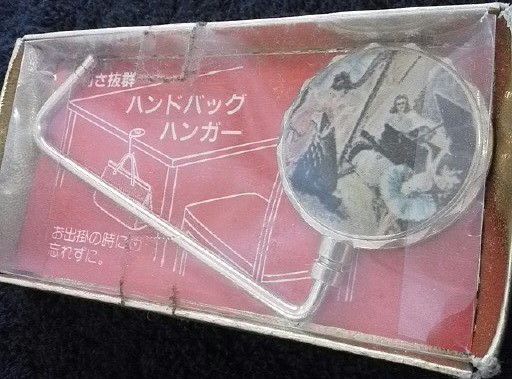 さ抜群
ハンドバッグ
ハンガー
お出掛の時に
忘れずに。